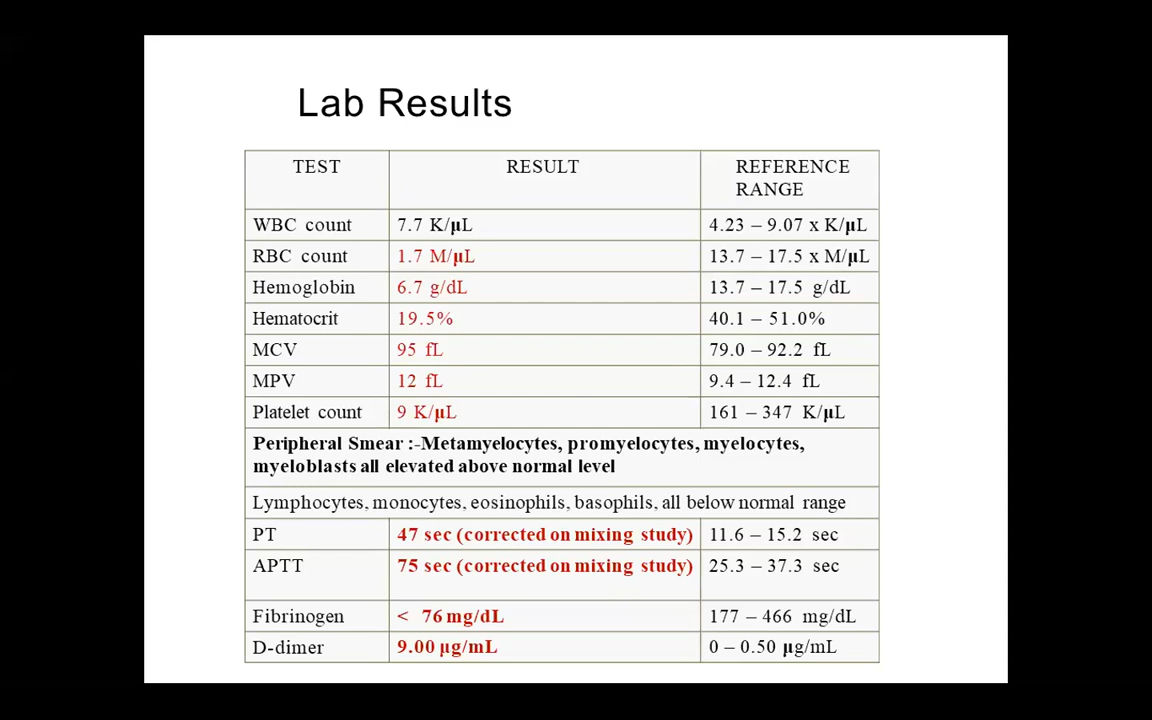 Lab Results
TEST RESULT REFERENCE RANGE
WBC count 7.7 K/µL 4.23 – 9.07 x K/µL
RBC count 1.7 M/µL 13.7 – 17.5 x M/µL
Hemoglobin 6.7 g/dL 13.7 – 17.5 g/dL
Hematocrit 19.5% 40.1 – 51.0%
MCV 95 fL 79.0 – 92.2 fL
MPV 12 fL 9.4 – 12.4 fL
Platelet count 9 K/µL 161 – 347 K/µL
Peripheral Smear :-Metamyelocytes, promyelocytes, myelocytes,
myeloblasts all elevated above normal level
Lymphocytes, monocytes, eosinophils, basophils, all below normal range
PT 47 sec (corrected on mixing study) 11.6 – 15.2 sec
APTT 75 sec (corrected on mixing study) 25.3 – 37.3 sec
Fibrinogen < 76 mg/dL 177 – 466 mg/dL
D-dimer 9.00 µg/mL 0 – 0.50 µg/mL